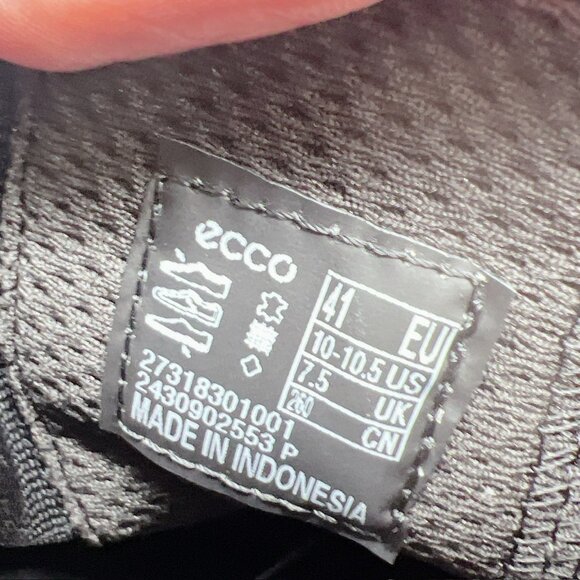 ecco
41 EU
10-10.5 US
7.5 UK
260 CN
27318301001
2430902553 P
MADE IN INDONESIA